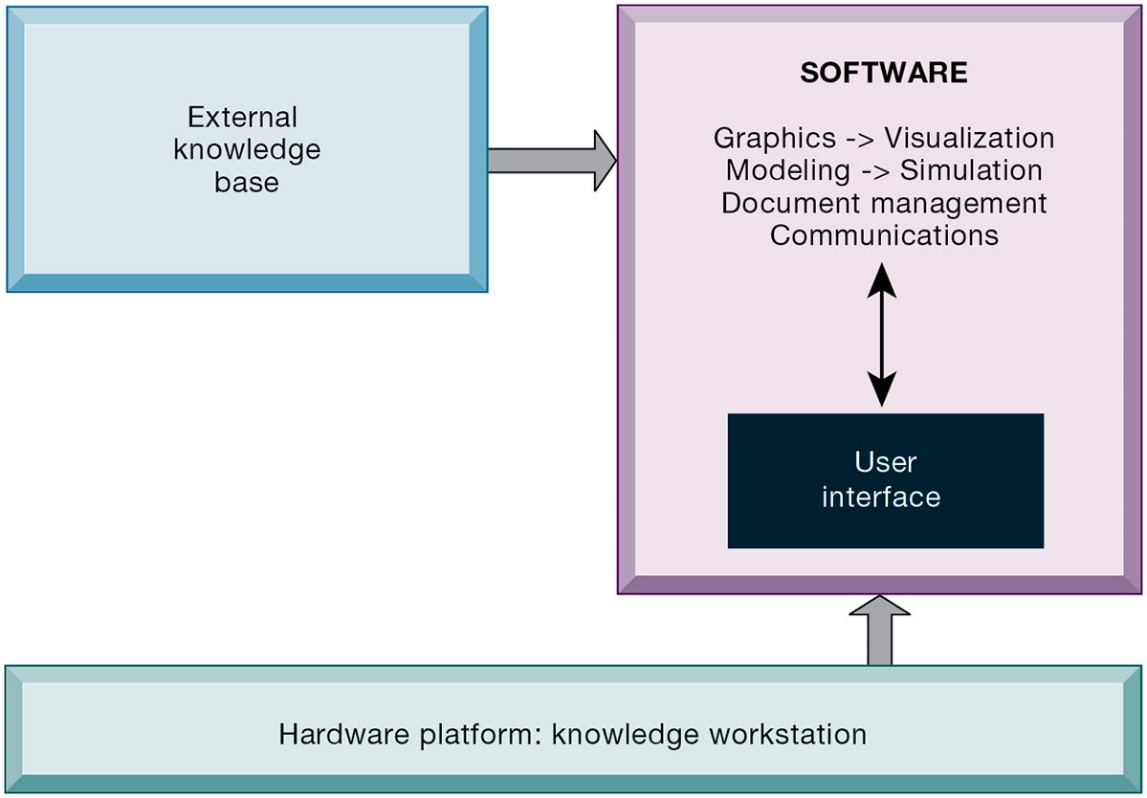 External
knowledge
base
SOFTWARE
Graphics -> Visualization
Modeling -> Simulation
Document management
Communications
User
interface
Hardware platform: knowledge workstation